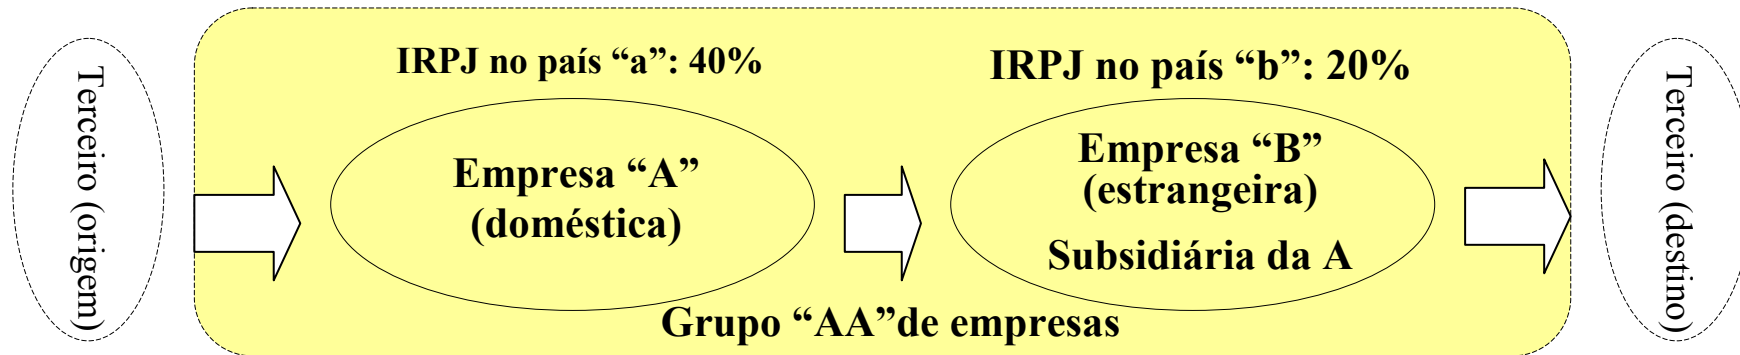 Terceiro (origem)
IRPJ no país “a”: 40%
Empresa “A”
(doméstica)
IRPJ no país “b”: 20%
Empresa “B”
(estrangeira)
Subsidiária da A
Grupo “AA”de empresas
Terceiro (destino)